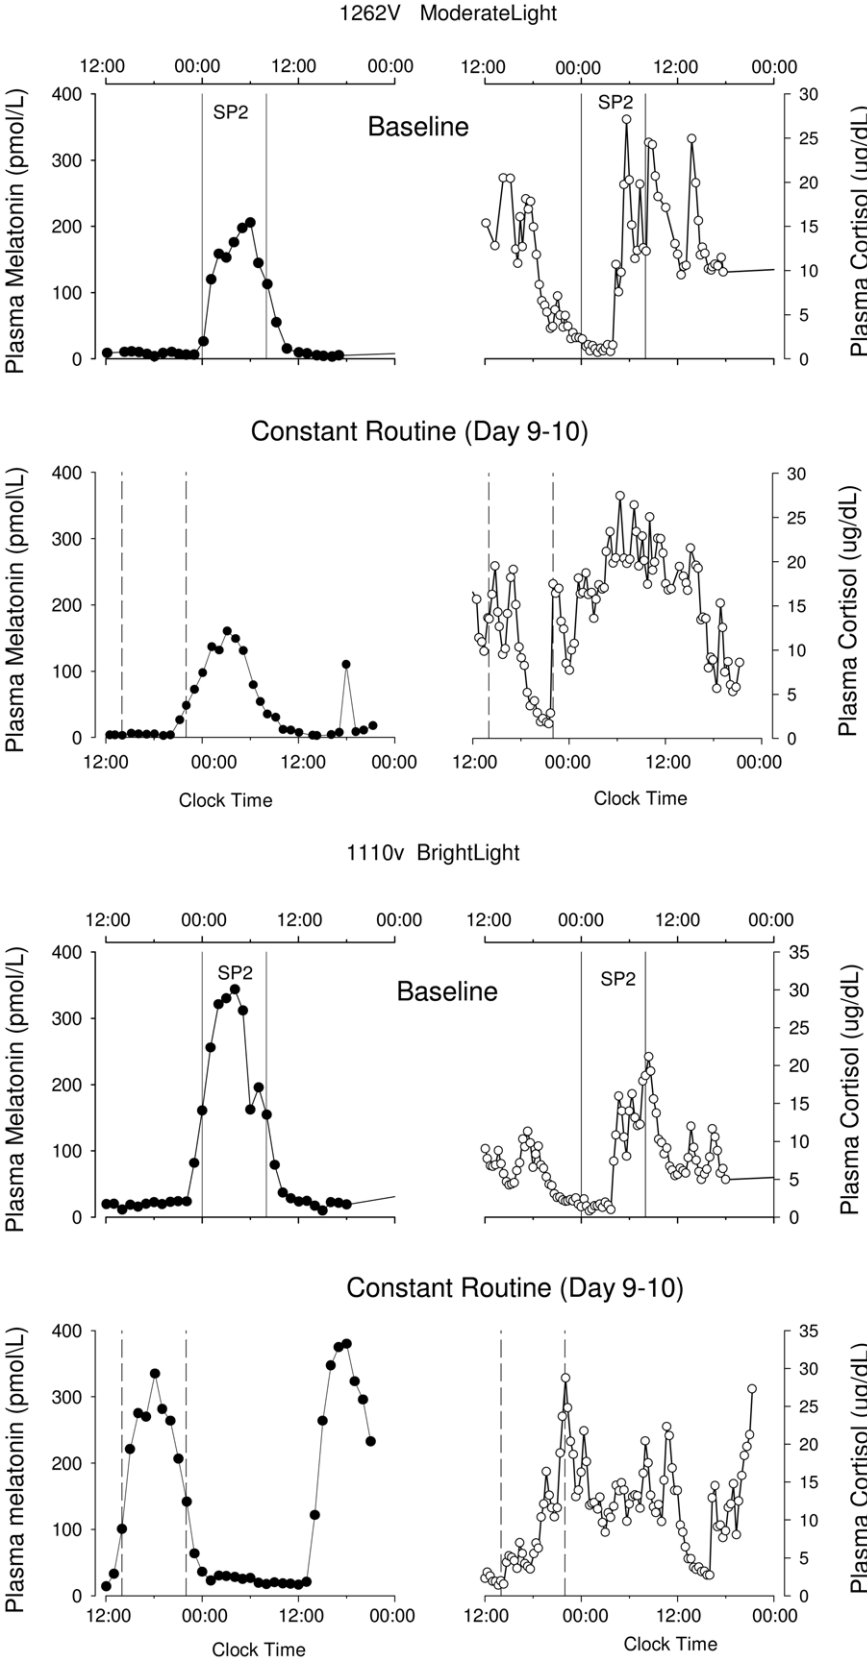 1262V ModerateLight
12:00 00:00 12:00 00:00 12:00 00:00 12:00 00:00
Plasma Melatonin (pmol/L)
400
300
200
100
0
SP2
Baseline
SP2
30
25
20
15
10
5
0
Plasma Cortisol (ug/dL)
Constant Routine (Day 9-10)
Plasma Melatonin (pmol\L)
400
300
200
100
0
30
25
20
15
10
5
0
Plasma Cortisol (ug/dL)
12:00 00:00 12:00 00:00 12:00 00:00 12:00 00:00
Clock Time Clock Time
1110v BrightLight
12:00 00:00 12:00 00:00 12:00 00:00 12:00 00:00
Plasma Melatonin (pmol/L)
400
300
200
100
0
SP2
Baseline
SP2
35
30
25
20
15
10
5
0
Plasma Cortisol (ug/dL)
Constant Routine (Day 9-10)
Plasma melatonin (pmol\L)
400
300
200
100
0
35
30
25
20
15
10
5
0
Plasma Cortisol (ug/dL)
12:00 00:00 12:00 00:00 12:00 00:00 12:00 00:00
Clock Time Clock Time